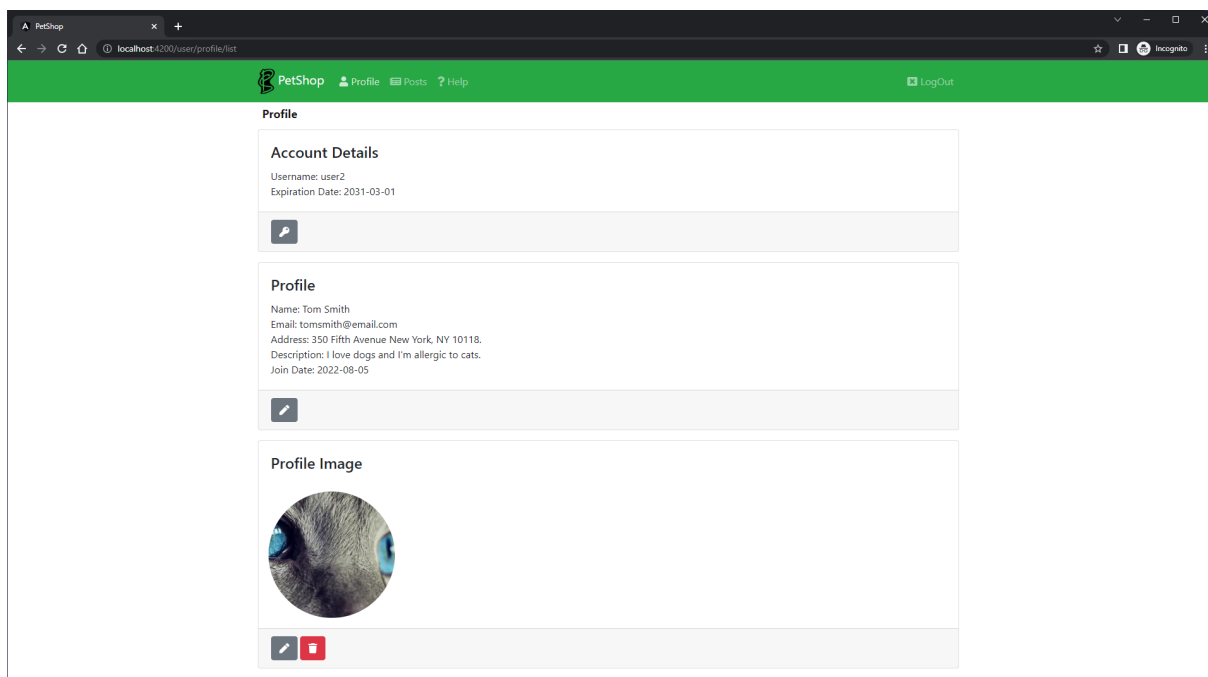 PetShop
localhost:4200/user/profile/list
Incognito
PetShop Profile Posts ? Help LogOut
Profile
Account Details
Username: user2
Expiration Date: 2031-03-01
Profile
Name: Tom Smith
Email: tomsmith@email.com
Address: 350 Fifth Avenue New York, NY 10118.
Description: I love dogs and I'm allergic to cats.
Join Date: 2022-08-05
Profile Image